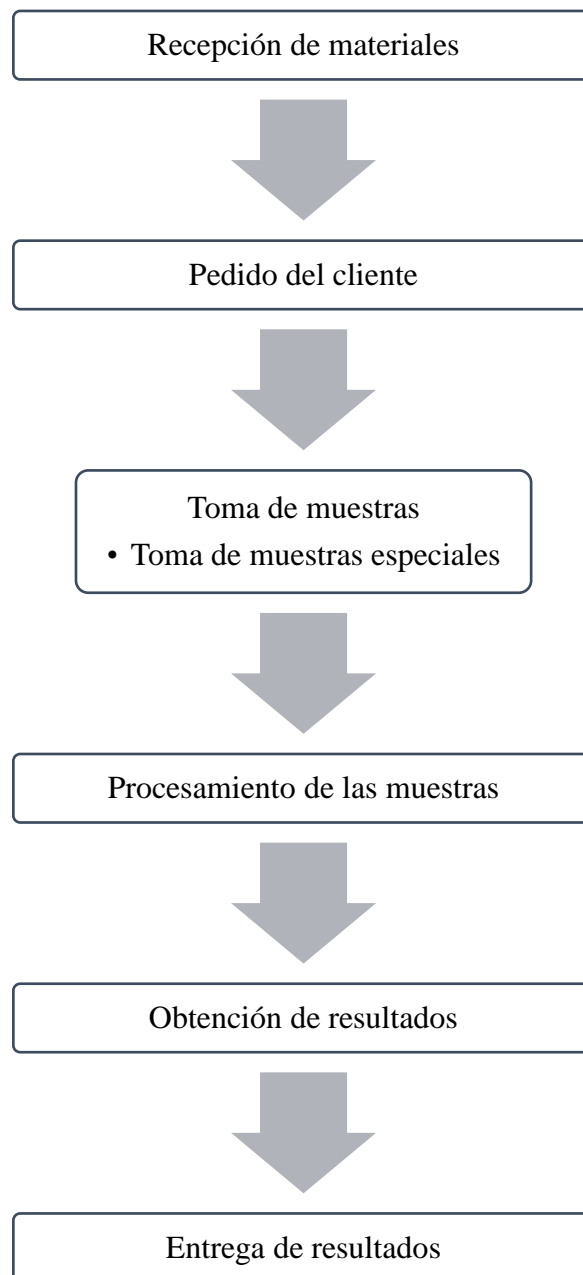 Recepción de materiales
Pedido del cliente
Toma de muestras
• Toma de muestras especiales
Procesamiento de las muestras
Obtención de resultados
Entrega de resultados